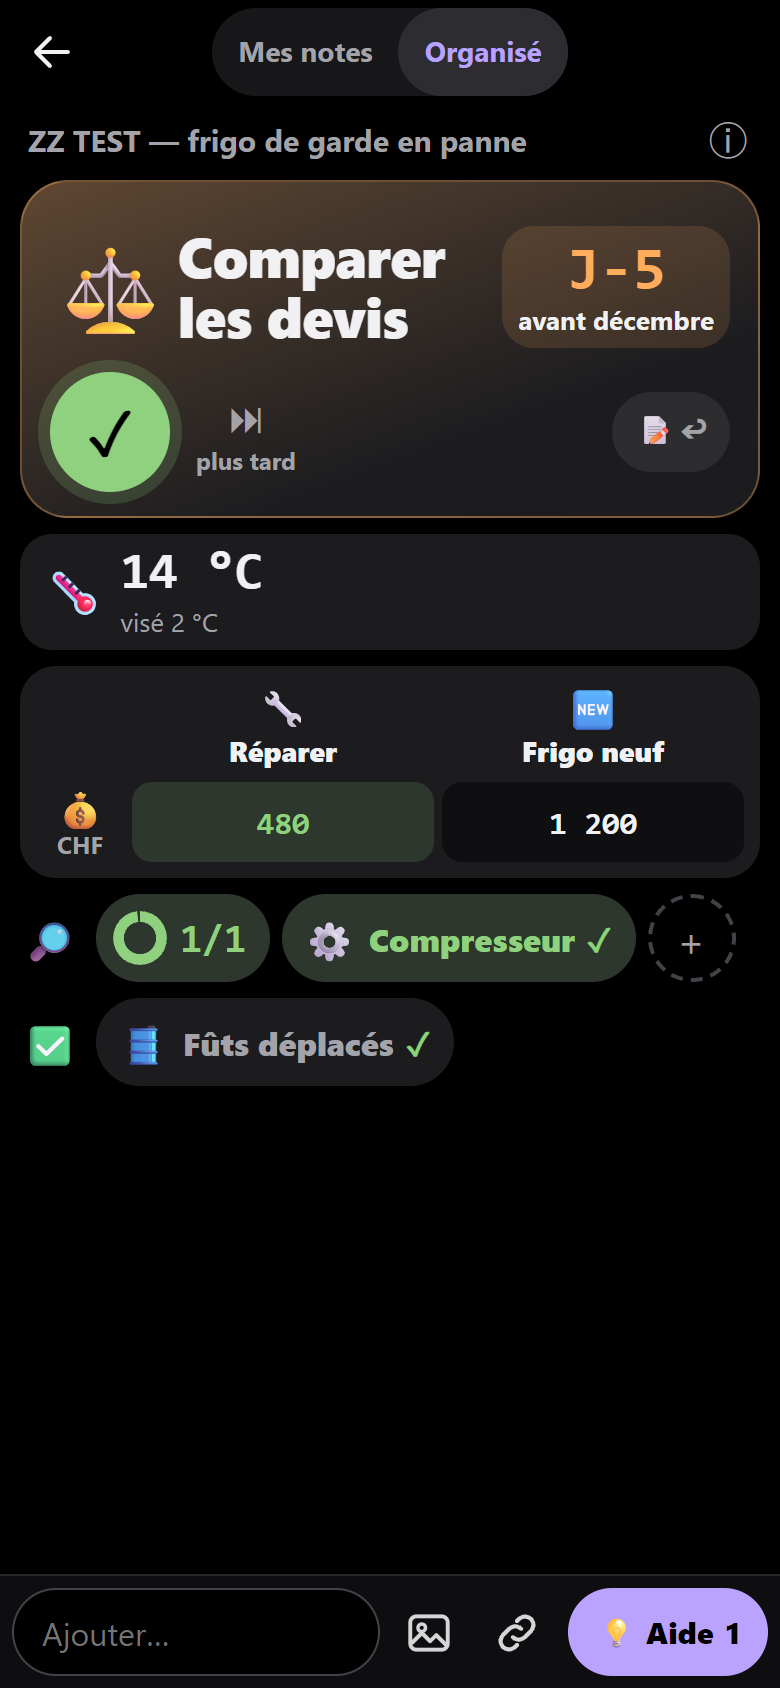 Mes notes
Organisé
ZZ TEST — frigo de garde en panne
Comparer
les devis
J-5
avant décembre
plus tard
14 °C
visé 2 °C
NEW
Réparer
Frigo neuf
CHF
480
1 200
1/1
Compresseur ✓
+
Fûts déplacés ✓
Ajouter...
Aide 1